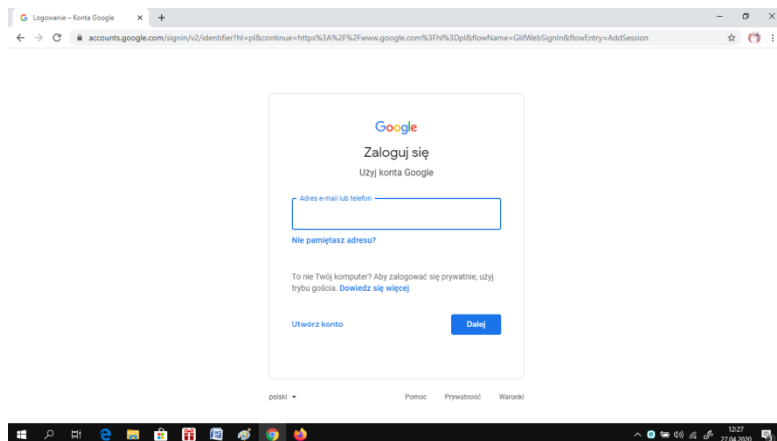 Logowanie – Konta Google
accounts.google.com/signin/v2/identifier?hl=pl&continue=https%3A%2F%2Fwww.google.com%3Fhl%3Dpl&flowName=GlifWebSignIn&flowEntry=AddSession
Google
Zaloguj się
Użyj konta Google
Adres e-mail lub telefon
Nie pamiętasz adresu?
To nie Twój komputer? Aby zalogować się prywatnie, użyj
trybu gościa. Dowiedz się więcej
Utwórz konto
Dalej
polski
Pomoc Prywatność Warunki
12:27
27.04.2020